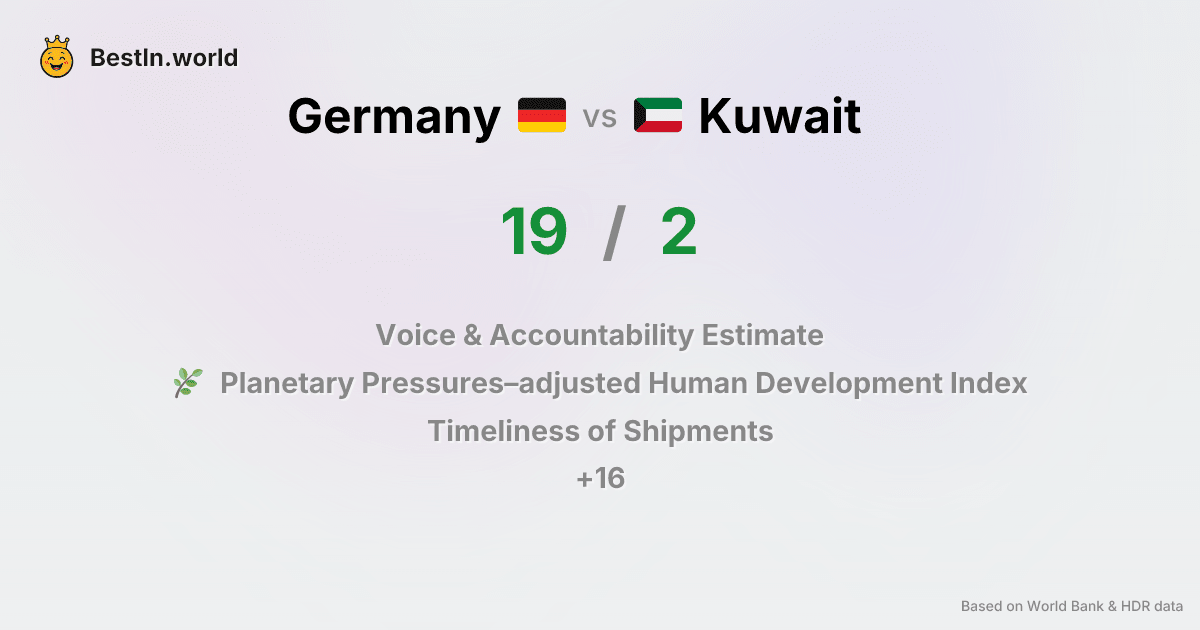 BestIn.world
Germany vs Kuwait
19 / 2
Voice & Accountability Estimate
Planetary Pressures–adjusted Human Development Index
Timeliness of Shipments
+16
Based on World Bank & HDR data